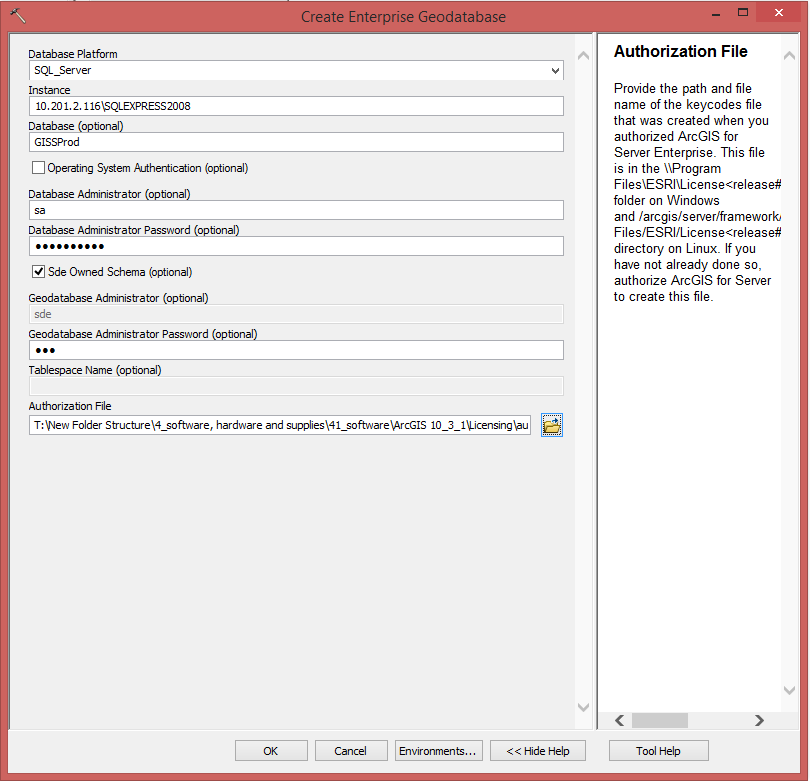 Create Enterprise Geodatabase
Database Platform
SQL_Server
Instance
10.201.2.116\SQLEXPRESS2008
Database (optional)
GISSProd
Operating System Authentication (optional)
Database Administrator (optional)
sa
Database Administrator Password (optional)
●●●●●●●●●●
Sde Owned Schema (optional)
Geodatabase Administrator (optional)
sde
Geodatabase Administrator Password (optional)
●●●
Tablespace Name (optional)
Authorization File
T:\New Folder Structure\4_software, hardware and supplies\41_software\ArcGIS 10_3_1\Licensing\au
OK
Cancel
Environments...
<< Hide Help
Authorization File
Provide the path and file
name of the keycodes file
that was created when you
authorized ArcGIS for
Server Enterprise. This file
is in the \\Program
Files\ESRI\License<release#
folder on Windows
and /arcgis/server/framework/
Files/ESRI/License<release#
directory on Linux. If you
have not already done so,
authorize ArcGIS for Server
to create this file.
Tool Help